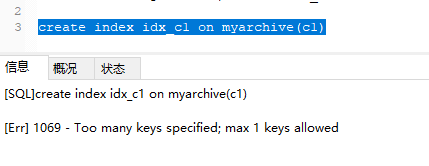 2
3 create index idx_c1 on myarchive(c1)
信息 概况 状态
[SQL]create index idx_c1 on myarchive(c1)
[Err] 1069 - Too many keys specified; max 1 keys allowed